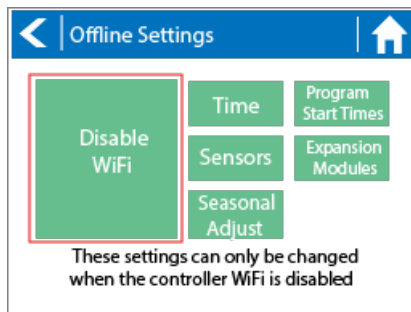 Offline Settings
Disable
WiFi
Time
Program
Start Times
Sensors
Expansion
Modules
Seasonal
Adjust
These settings can only be changed
when the controller WiFi is disabled